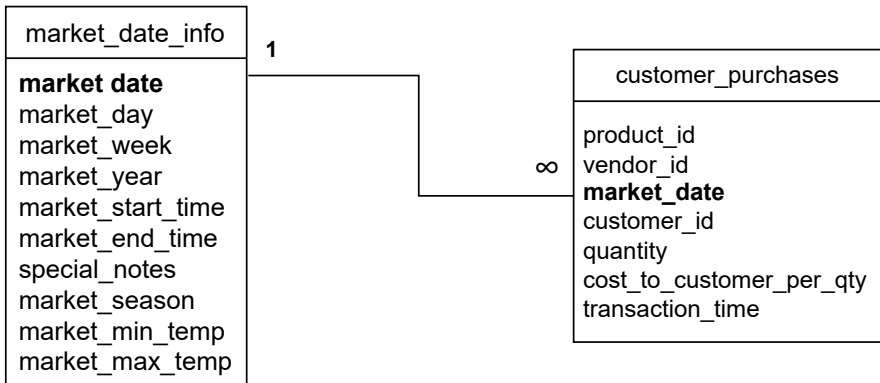 market_date_info
market date
market_day
market_week
market_year
market_start_time
market_end_time
special_notes
market_season
market_min_temp
market_max_temp
1
∞
customer_purchases
product_id
vendor_id
market_date
customer_id
quantity
cost_to_customer_per_qty
transaction_time